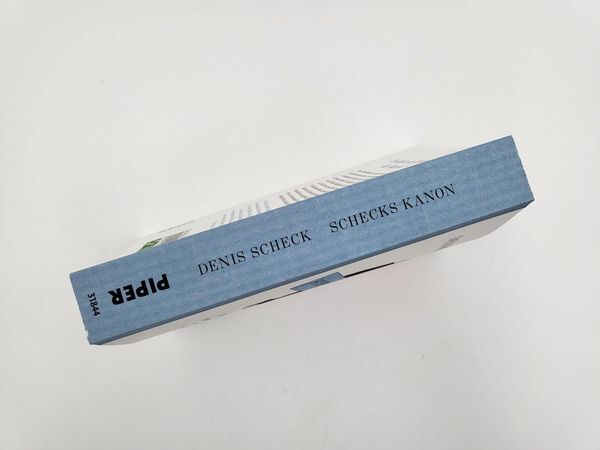 DENIS SCHECK SCHECKS KANON
PIPER
31844